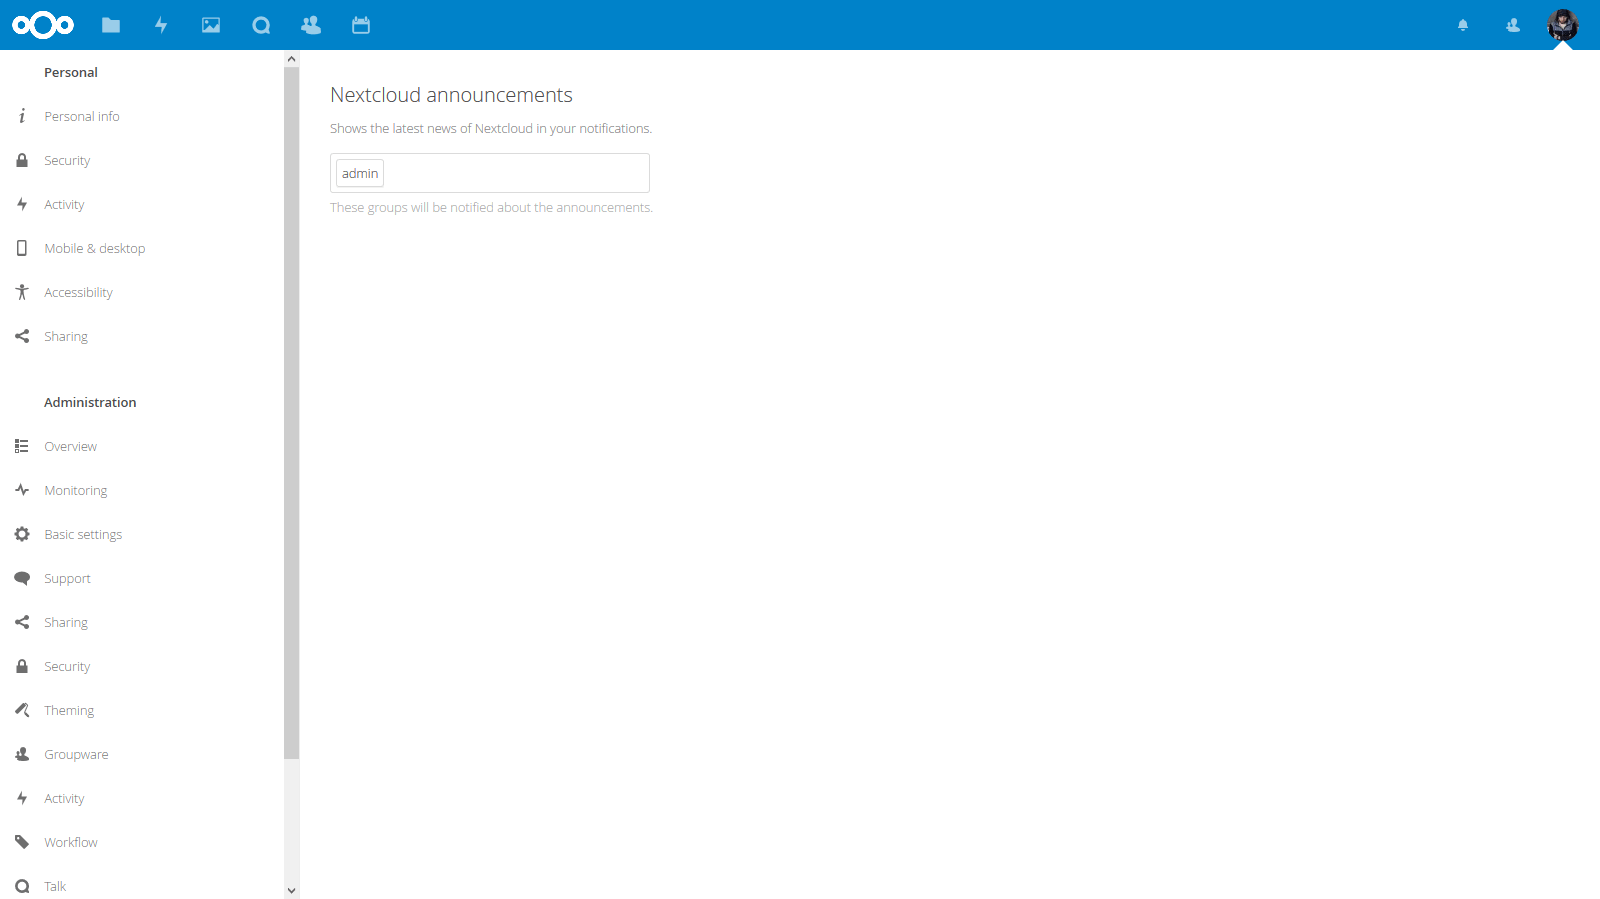 Personal
Personal info
Security
Activity
Mobile & desktop
Accessibility
Sharing
Administration
Overview
Monitoring
Basic settings
Support
Sharing
Security
Theming
Groupware
Activity
Workflow
Talk
Nextcloud announcements
Shows the latest news of Nextcloud in your notifications.
admin
These groups will be notified about the announcements.